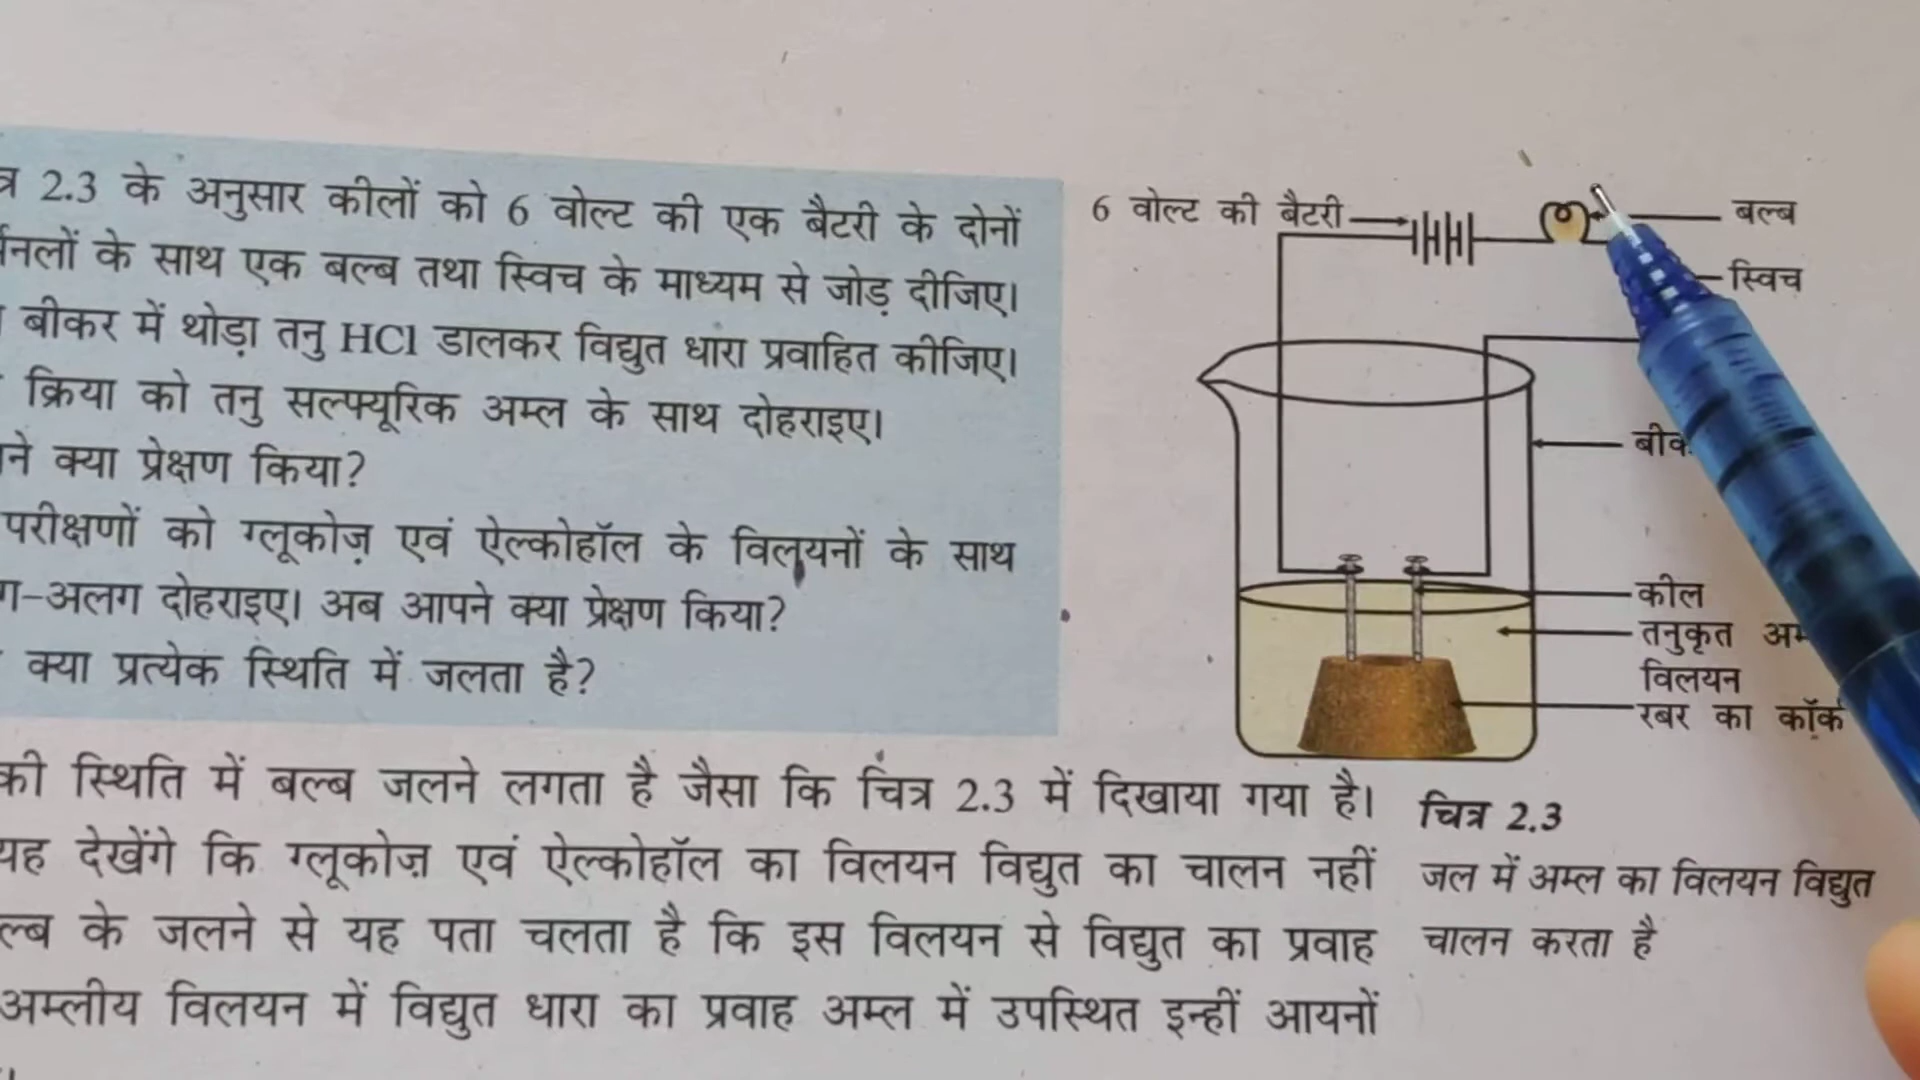 2.3 के अनुसार कीलों को 6 वोल्ट की एक बैटरी के दोनों
के साथ एक बल्ब तथा स्विच के माध्यम से जोड़ दीजिए।
बीकर में थोड़ा तनु HCl डालकर विद्युत धारा प्रवाहित कीजिए।
क्रिया को तनु सल्फ्यूरिक अम्ल के साथ दोहराइए।
ने क्या प्रेक्षण किया?
परीक्षणों को ग्लूकोज़ एवं ऐल्कोहॉल के विलयनों के साथ
ग-अलग दोहराइए। अब आपने क्या प्रेक्षण किया?
क्या प्रत्येक स्थिति में जलता है?
6 वोल्ट की बैटरी
बल्ब
स्विच
कील
तनुकृत
विलयन
रबर का कॉर्क
की स्थिति में बल्ब जलने लगता है जैसा कि चित्र 2.3 में दिखाया गया है।
यह देखेंगे कि ग्लूकोज़ एवं ऐल्कोहॉल का विलयन विद्युत का चालन नहीं
ल्ब के जलने से यह पता चलता है कि इस विलयन से विद्युत का प्रवाह
अम्लीय विलयन में विद्युत धारा का प्रवाह अम्ल में उपस्थित इन्हीं आयनों
चित्र 2.3
जल में अम्ल का विलयन विद्युत
चालन करता है